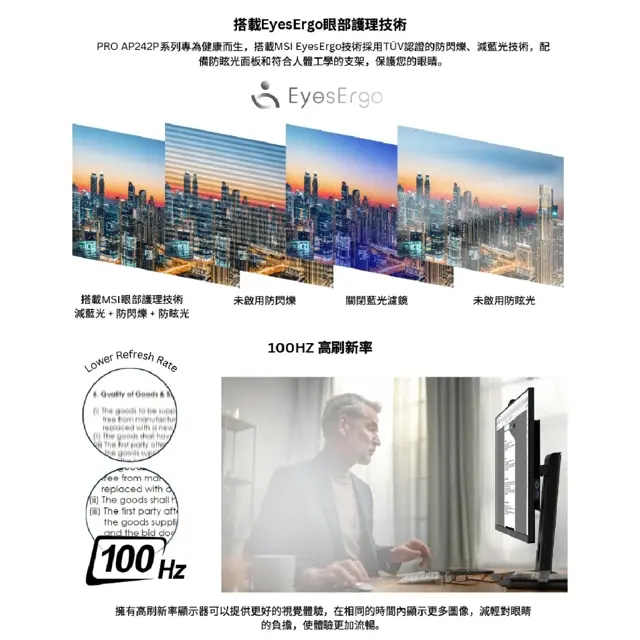 搭載EyesErgo眼部護理技術
PRO AP242P系列專為健康而生，搭載MSI EyesErgo技術採用TÜV認證的防閃爍、減藍光技術，配
備防眩光面板和符合人體工學的支架，保護您的眼睛。
EyesErgo
搭載MSI眼部護理技術
減藍光 + 防閃爍 + 防眩光
未啟用防閃爍
關閉藍光濾鏡
未啟用防眩光
100HZ 高刷新率
Lower Refresh Rate
6. Quality of Goods & S
(i) The goods to be supp
free from manufactu
replaced with a new
(ii) The goods shall hav
(iii) The first party afte
the goods supp
free from ma
replaced with a
(ii) The goods shall h
(iii) The first party aft
the goods suppli
and the bid doc
100 Hz
擁有高刷新率顯示器可以提供更好的視覺體驗，在相同的時間內顯示更多圖像，減輕對眼睛
的負擔，使體驗更加流暢。